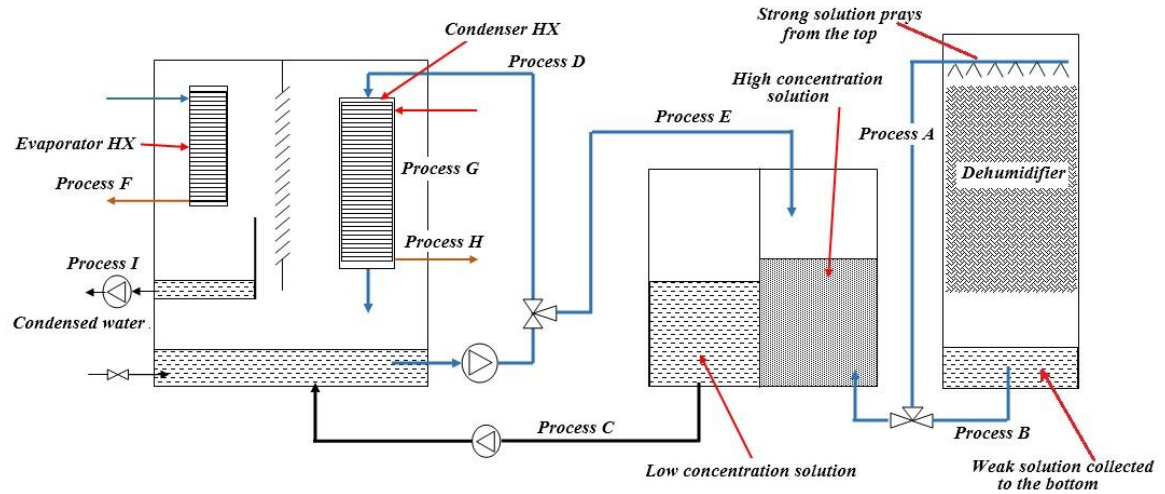 Strong solution prays
from the top
Condenser HX
Process D
High concentration
solution
Process E
Process A
Evaporator HX
Process G
Dehumidifier
Process F
Process H
Process I
Condensed water .
Process C
Process B
Low concentration solution
Weak solution collected
to the bottom